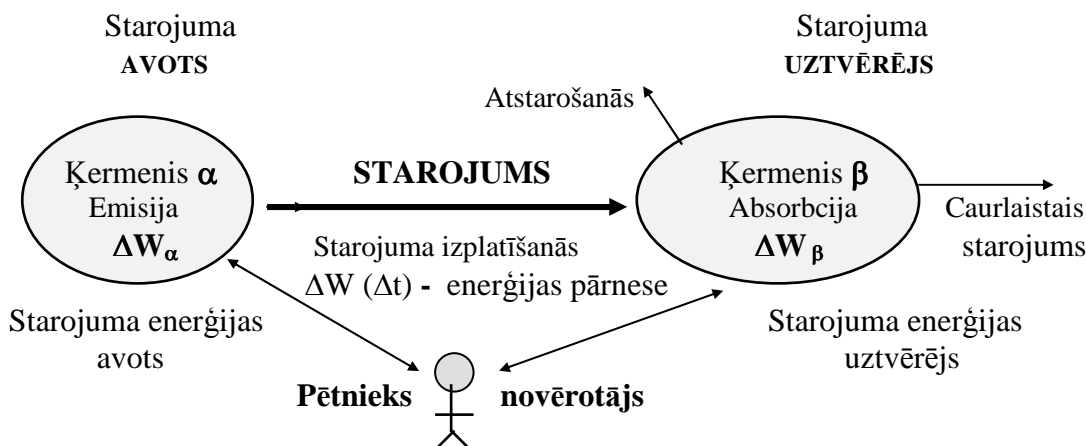 Starojuma
AVOTS
Starojuma
UZTVĒRĒJS
Atstarošanās
Ķermenis α
Emisija
ΔWα
STAROJUMS
Ķermenis β
Absorbcija
ΔWβ
Caurlaistais
starojums
Starojuma izplatīšanās
ΔW (Δt) - enerģijas pārnese
Starojuma enerģijas
avots
Starojuma enerģijas
uztvērējs
Pētnieks novērotājs